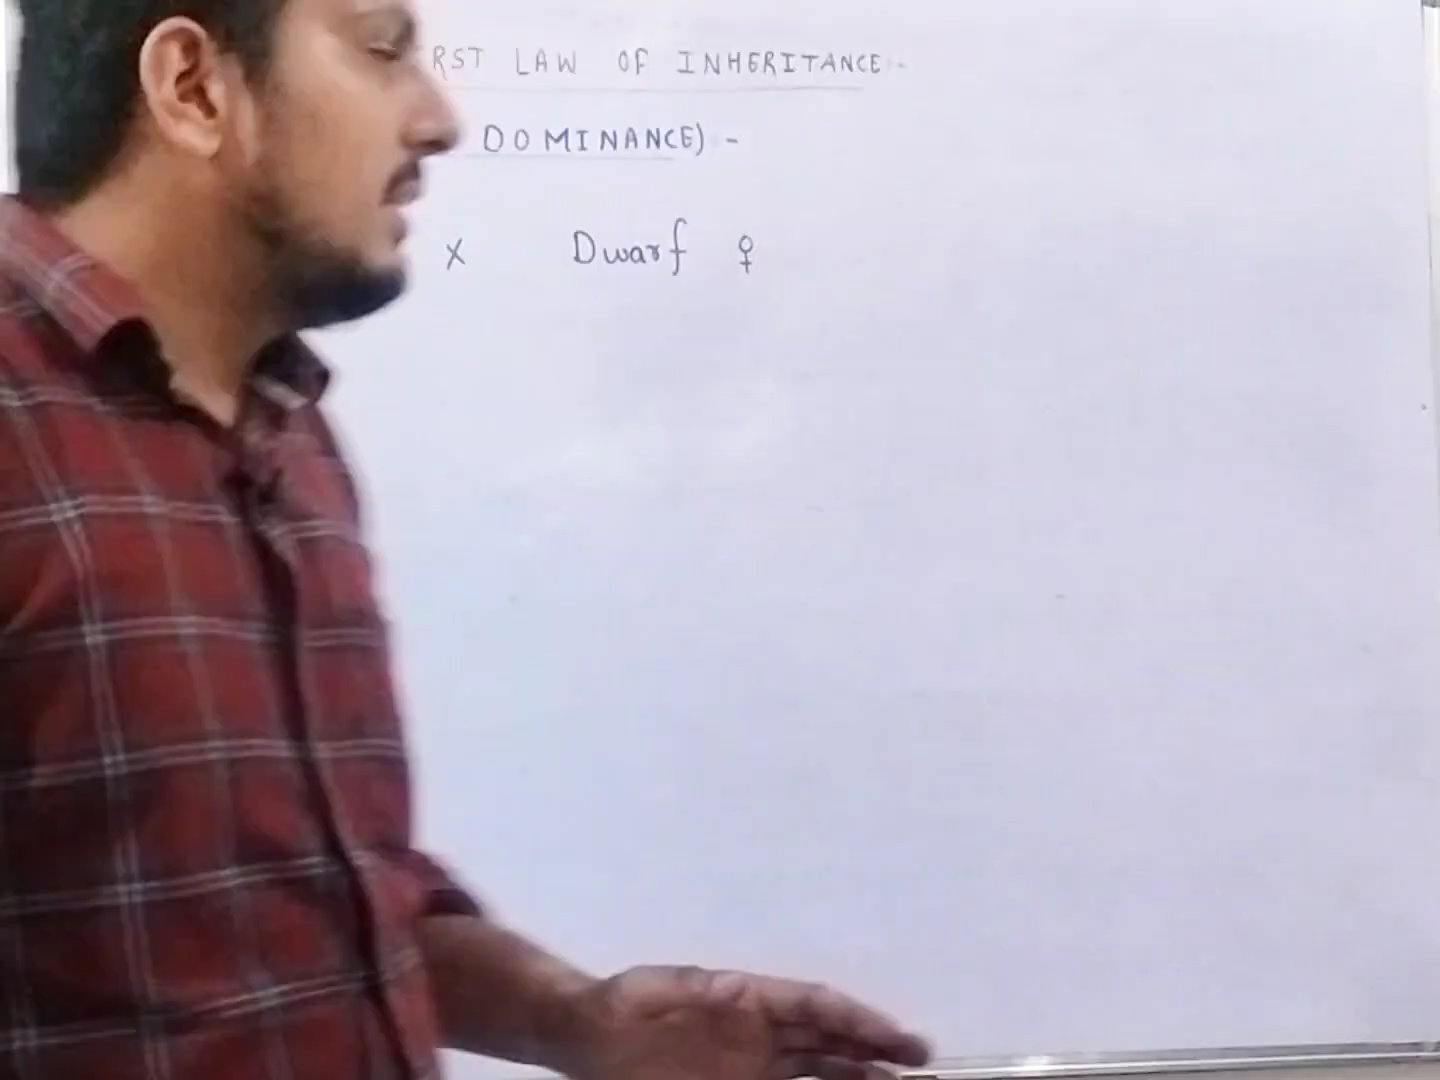 RST LAW OF INHERITANCE :-
DOMINANCE) -
X Dwarf ♀